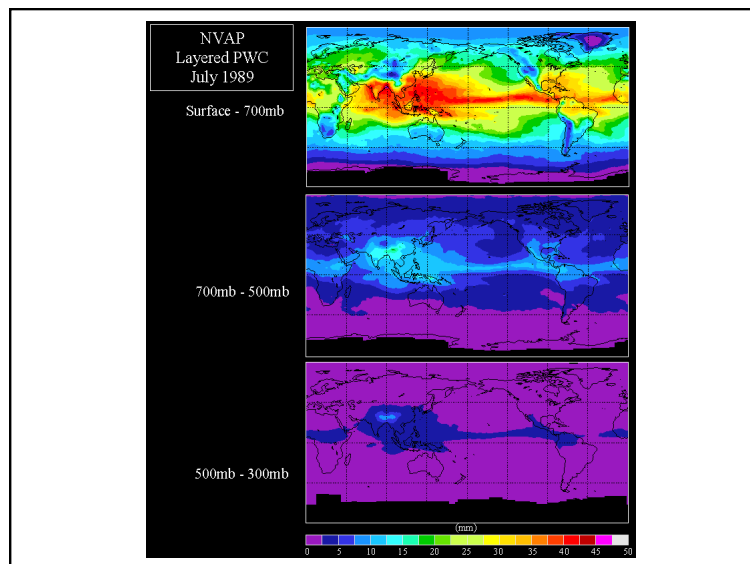 NVAP
Layered PWC
July 1989
Surface - 700mb
700mb - 500mb
500mb - 300mb
(mm)
0 5 10 15 20 25 30 35 40 45 50